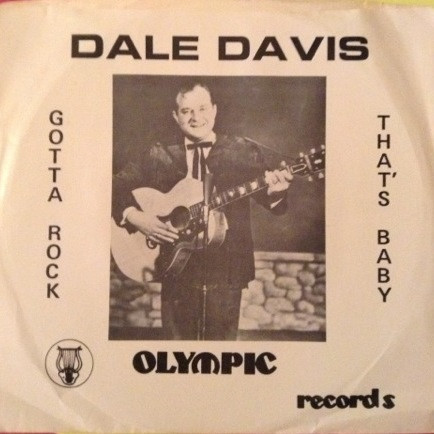 DALE DAVIS
GOTTA ROCK
THAT'S BABY
OLYMPIC
records